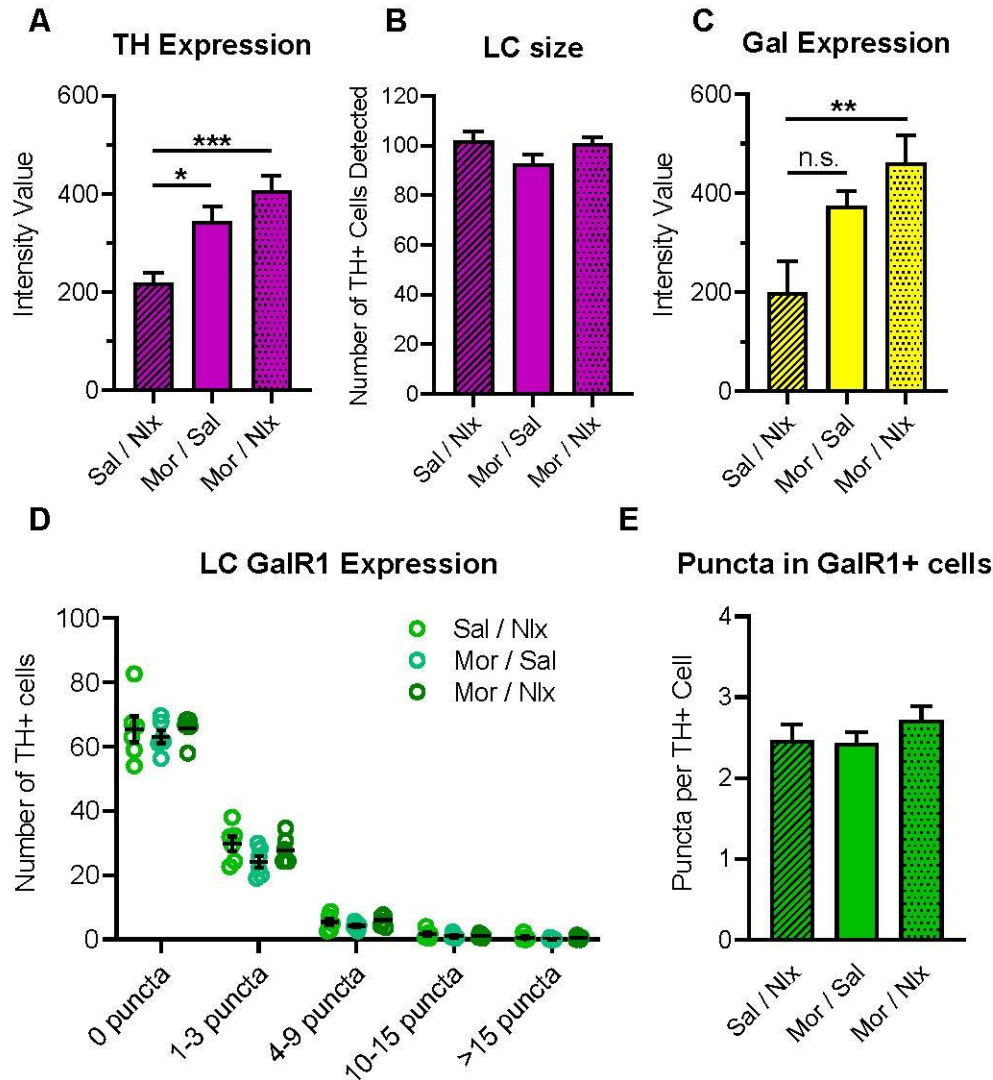 A
TH Expression
Intensity Value
600
400
200
0
***
*
Sal / Nlx
Mor / Sal
Mor / Nlx
B
LC size
Number of TH+ Cells Detected
120
100
80
60
40
20
0
Sal / Nlx
Mor / Sal
Mor / Nlx
C
Gal Expression
Intensity Value
600
400
200
0
**
n.s.
Sal / Nlx
Mor / Sal
Mor / Nlx
D
LC GalR1 Expression
Number of TH+ cells
100
80
60
40
20
0
Sal / Nlx
Mor / Sal
Mor / Nlx
0 puncta
1-3 puncta
4-9 puncta
10-15 puncta
>15 puncta
E
Puncta in GalR1+ cells
Puncta per TH+ Cell
4
3
2
1
0
Sal / Nlx
Mor / Sal
Mor / Nlx